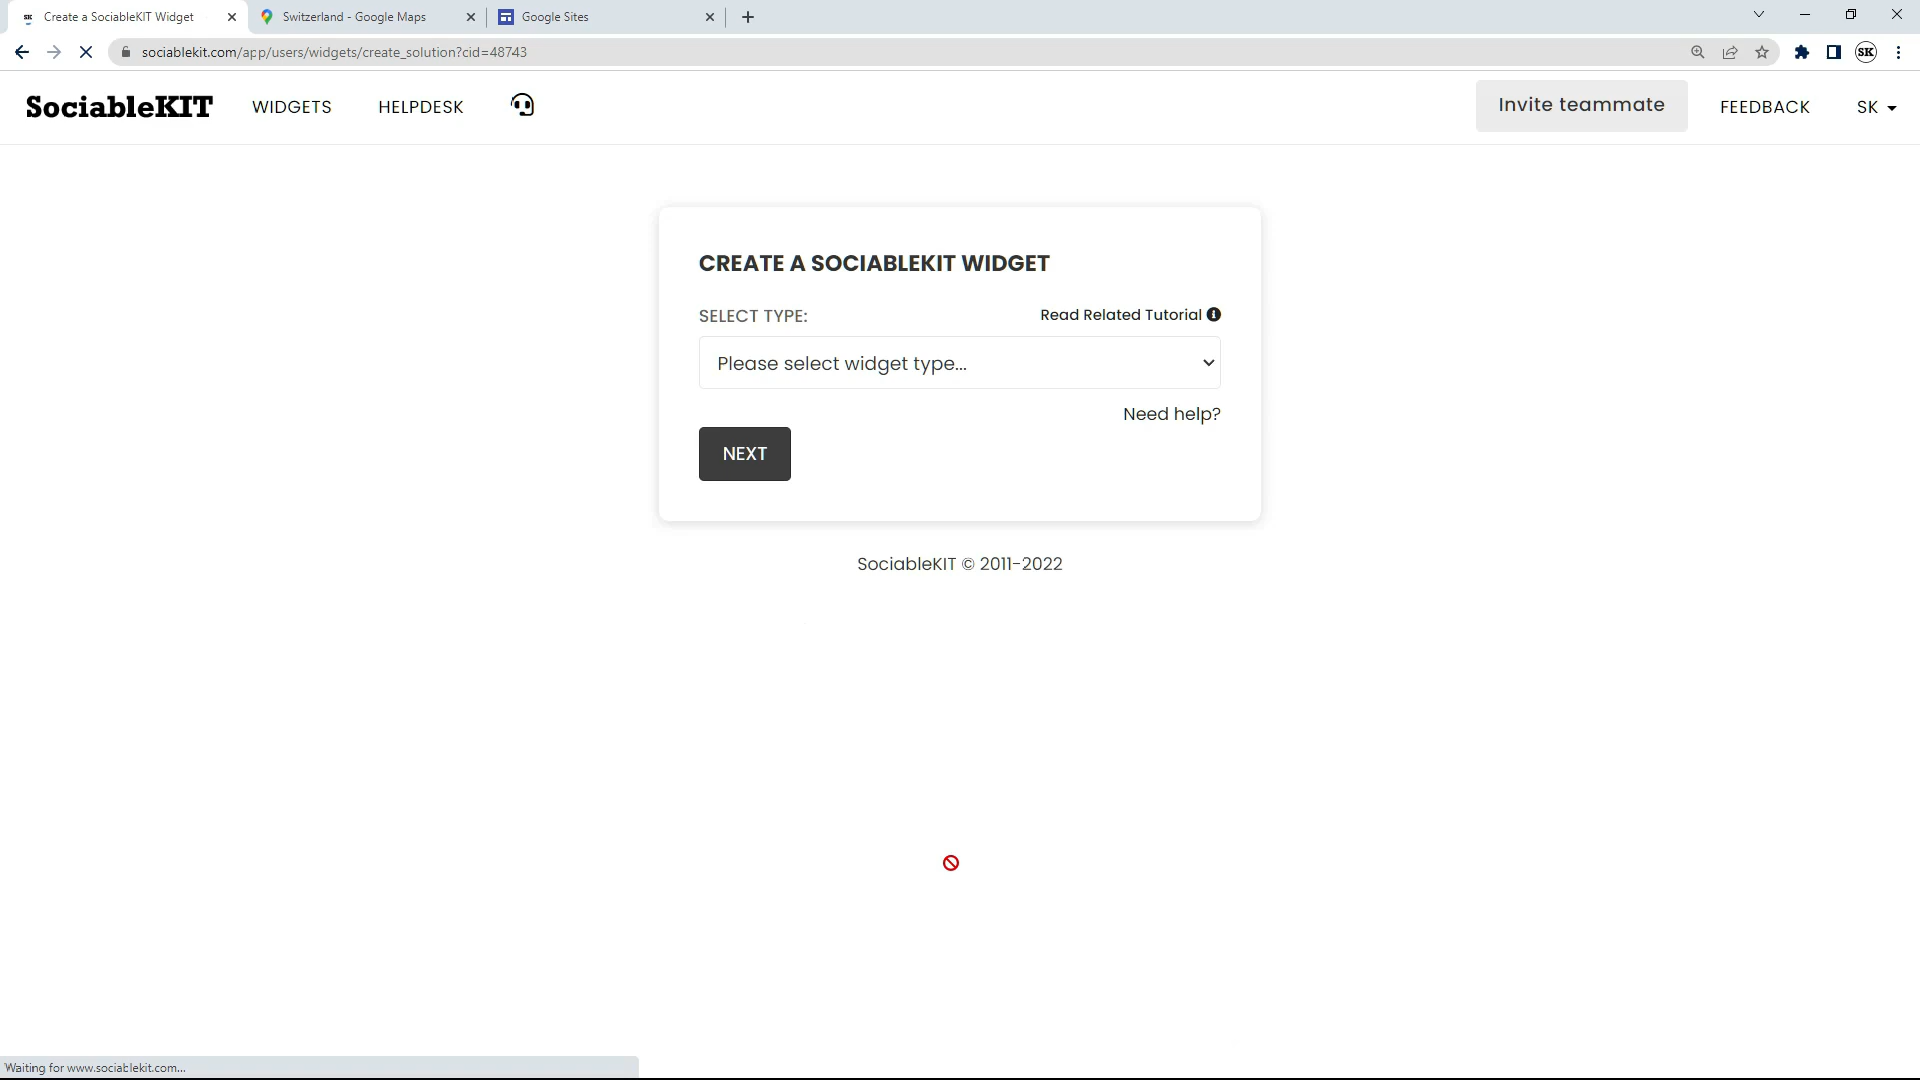 Create a SociableKIT Widget
Switzerland - Google Maps
Google Sites
sociablekit.com/app/users/widgets/create_solution?cid=48743
SK
SociableKIT
WIDGETS
HELPDESK
Invite teammate
FEEDBACK
SK
CREATE A SOCIABLEKIT WIDGET
SELECT TYPE:
Read Related Tutorial
Please select widget type...
Need help?
NEXT
SociableKIT © 2011-2022
Waiting for www.sociablekit.com...